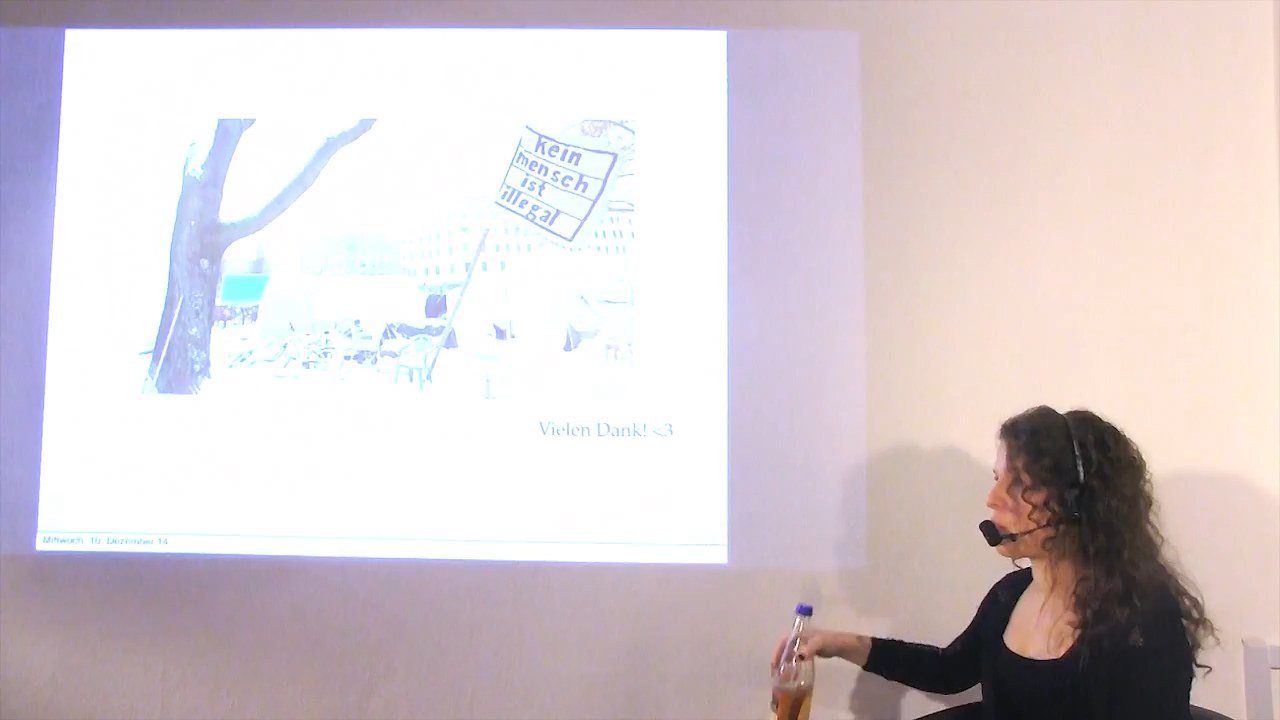 kein
mensch
ist
illegal
Vielen Dank! <3
Mittwoch, 10. Dezember 14